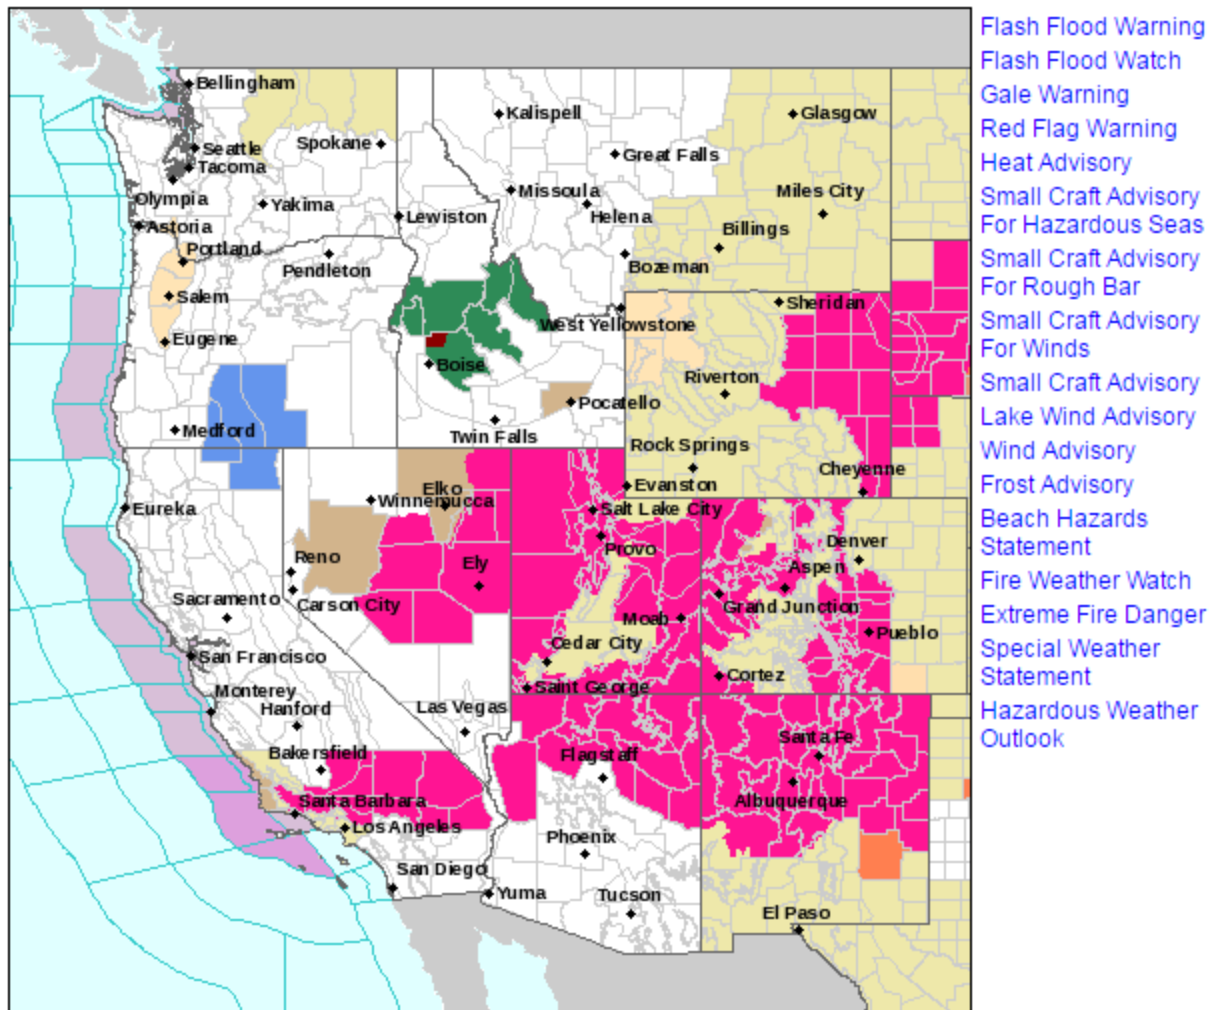 Bellingham
Kalispell
Glasgow
Seattle
Spokane
Great Falls
Tacoma
Olympia
Yakima
Missoula
Miles City
Astoria
Lewiston
Helena
Billings
Portland
Pendleton
Bozeman
Salem
Sheridan
Eugene
West Yellowstone
Boise
Riverton
Pocatello
Medford
Twin Falls
Rock Springs
Cheyenne
Elko
Evanston
Eureka
Winnemucca
Salt Lake City
Reno
Provo
Denver
Ely
Aspen
Sacramento
Carson City
Grand Junction
Moab
Pueblo
San Francisco
Cedar City
Cortez
Monterey
Saint George
Hanford
Las Vegas
Bakersfield
Flagstaff
Santa Fe
Santa Barbara
Albuquerque
Los Angeles
Phoenix
San Diego
Yuma
Tucson
El Paso
Flash Flood Warning
Flash Flood Watch
Gale Warning
Red Flag Warning
Heat Advisory
Small Craft Advisory
For Hazardous Seas
Small Craft Advisory
For Rough Bar
Small Craft Advisory
For Winds
Small Craft Advisory
Lake Wind Advisory
Wind Advisory
Frost Advisory
Beach Hazards
Statement
Fire Weather Watch
Extreme Fire Danger
Special Weather
Statement
Hazardous Weather
Outlook